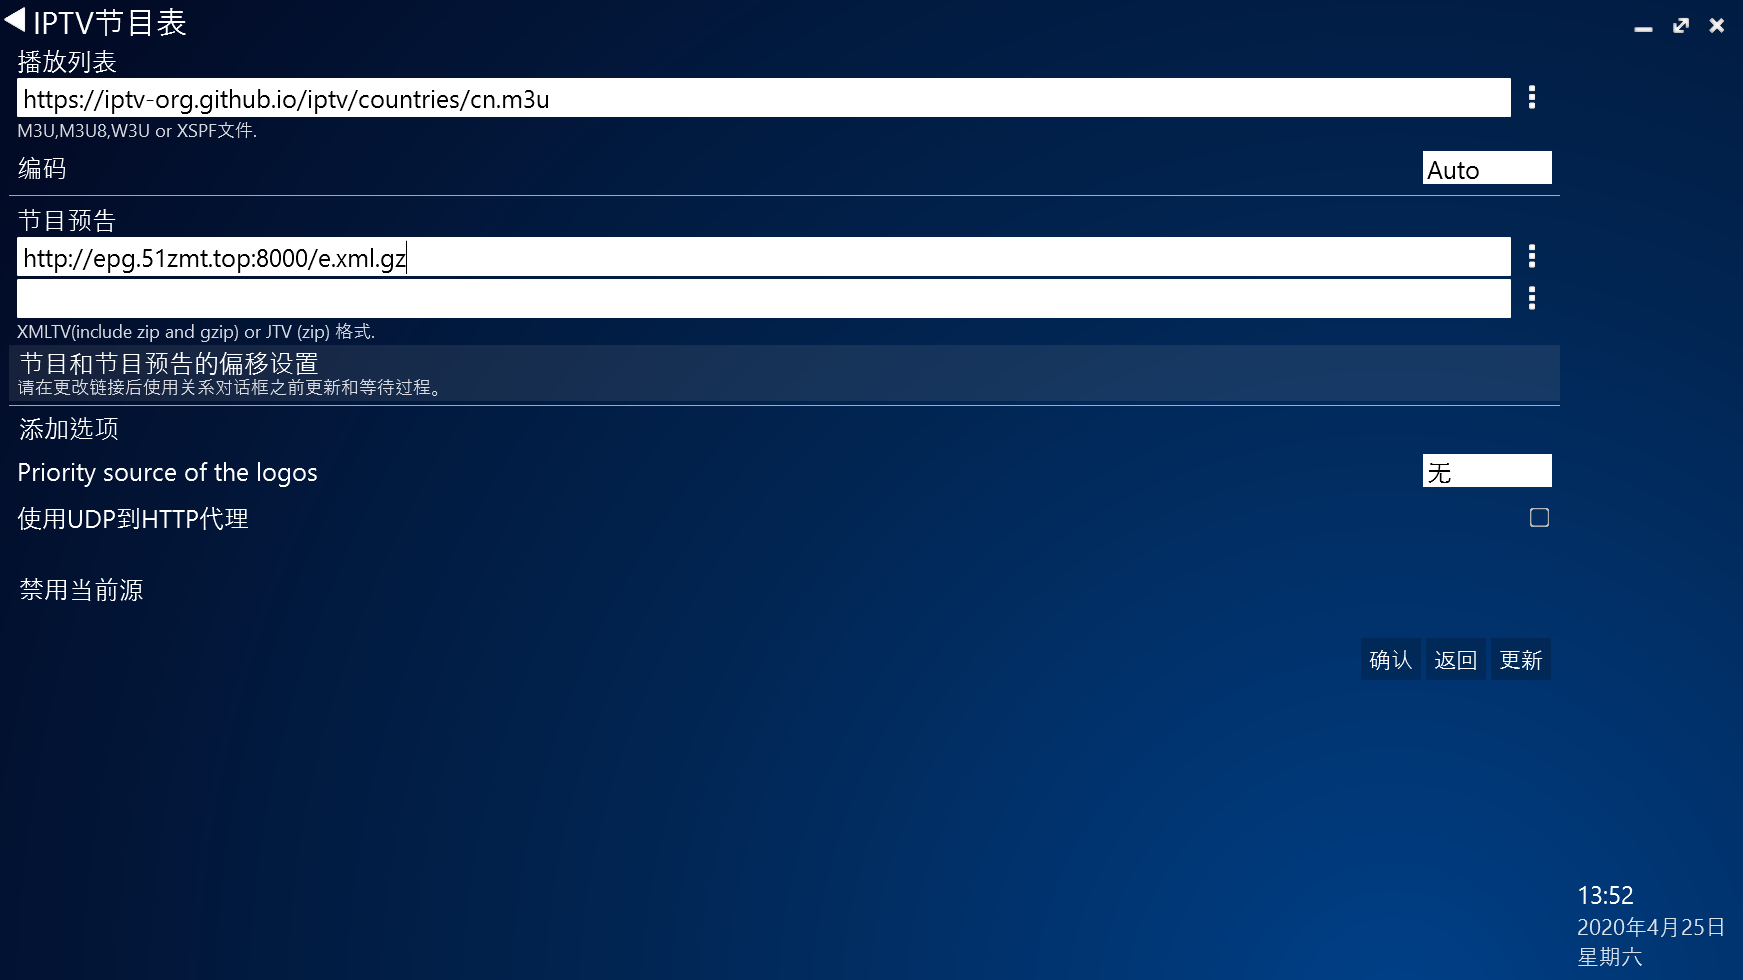 IPTV节目表
播放列表
https://iptv-org.github.io/iptv/countries/cn.m3u
M3U,M3U8,W3U or XSPF文件.
编码
Auto
节目预告
http://epg.51zmt.top:8000/e.xml.gz
XMLTV(include zip and gzip) or JTV (zip) 格式.
节目和节目预告的偏移设置
请在更改链接后使用关系对话框之前更新和等待过程。
添加选项
Priority source of the logos
无
使用UDP到HTTP代理
禁用当前源
确认 返回 更新
13:52
2020年4月25日
星期六